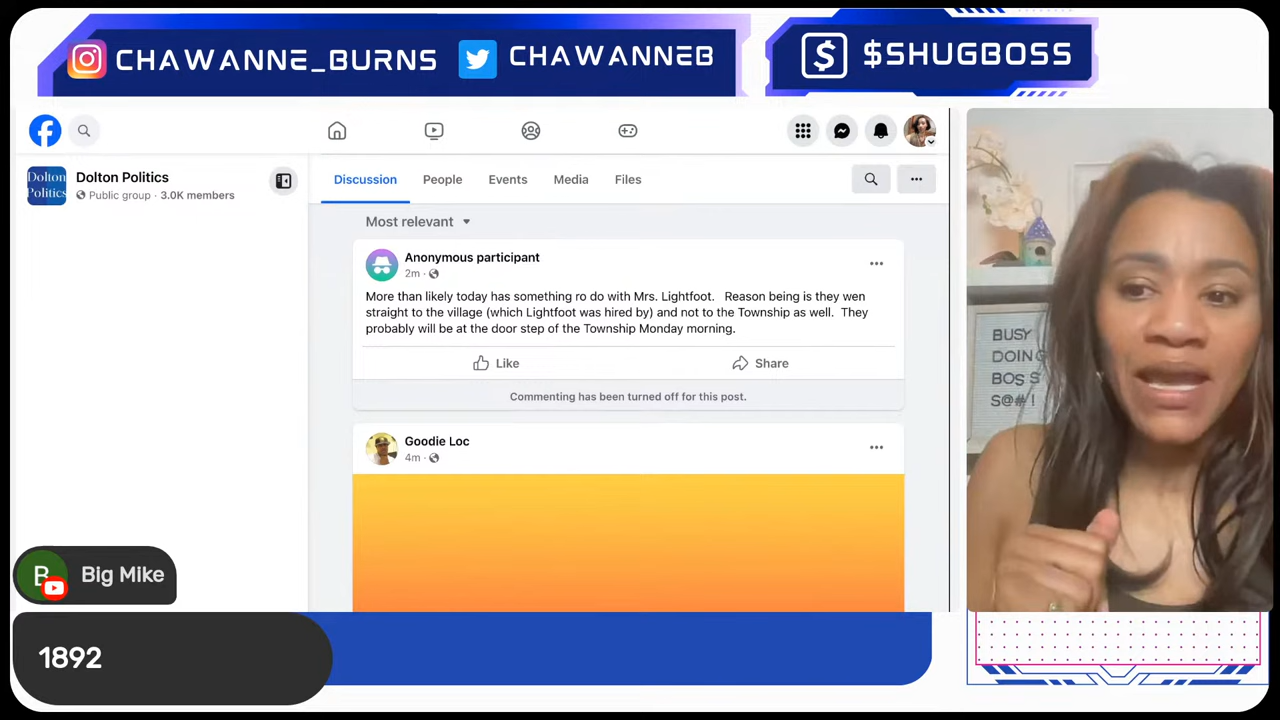 CHAWANNE_BURNS
CHAWANNEB
$SHUGBOSS
Dolton Politics
Dolton
Politics
Public group · 3.0K members
Discussion
People
Events
Media
Files
Most relevant
Anonymous participant
2m ·
More than likely today has something ro do with Mrs. Lightfoot. Reason being is they wen
straight to the village (which Lightfoot was hired by) and not to the Township as well. They
probably will be at the door step of the Township Monday morning.
Like
Share
Commenting has been turned off for this post.
Goodie Loc
4m ·
BUSY
DOING
BOSS
S@#!
B
Big Mike
1892